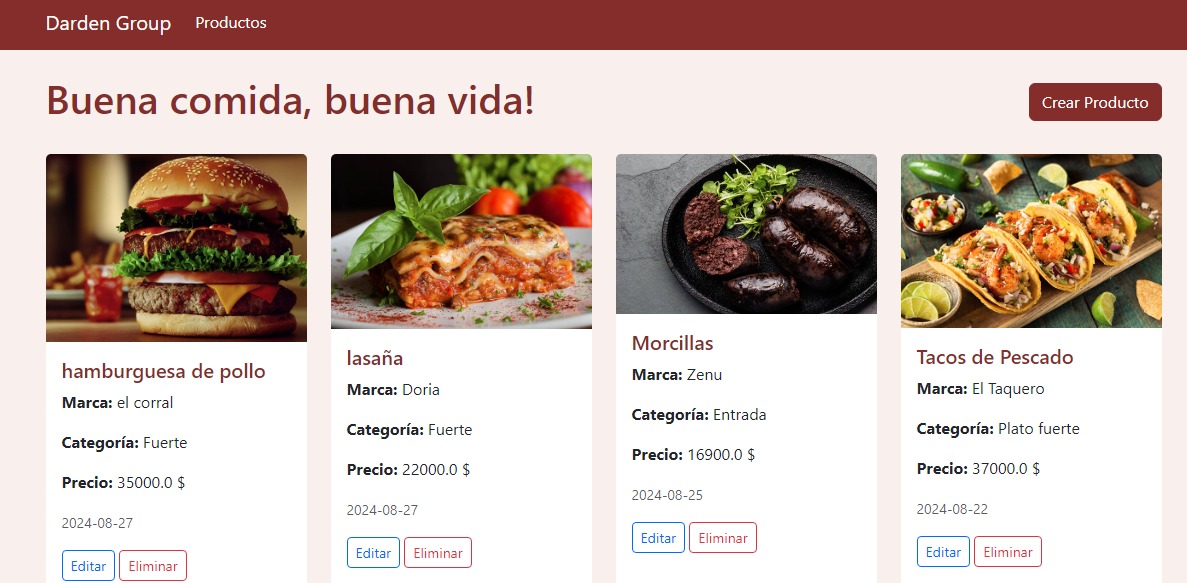 Darden Group
Productos
Buena comida, buena vida!
Crear Producto
hamburguesa de pollo
Marca: el corral
Categoría: Fuerte
Precio: 35000.0 $
2024-08-27
Editar
Eliminar
lasaña
Marca: Doria
Categoría: Fuerte
Precio: 22000.0 $
2024-08-27
Editar
Eliminar
Morcillas
Marca: Zenu
Categoría: Entrada
Precio: 16900.0 $
2024-08-25
Editar
Eliminar
Tacos de Pescado
Marca: El Taquero
Categoría: Plato fuerte
Precio: 37000.0 $
2024-08-22
Editar
Eliminar